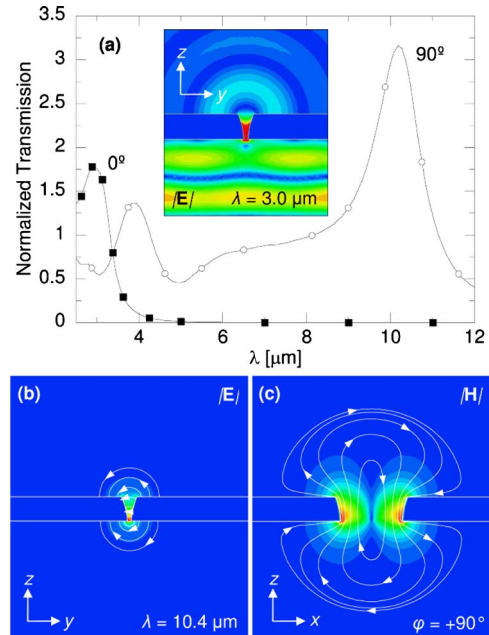 (a)
0º
90º
z
y
|E|
λ = 3.0 µm
Normalized Transmission
3.5
3
2.5
2
1.5
1
0.5
0
4
6
8
10
12
λ [µm]
(b)
|E|
z
y
λ = 10.4 µm
(c)
|H|
z
x
φ = +90°